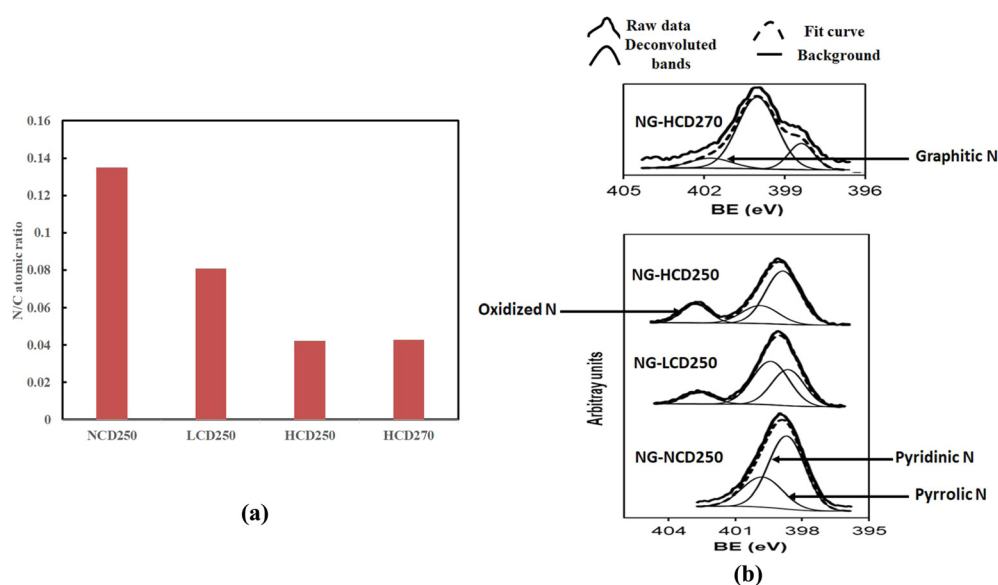 0.16
0.14
0.12
0.1
0.08
0.06
0.04
0.02
0
N/C atomic ratio
NCD250 LCD250 HCD250 HCD270
(a)
Raw data Fit curve
Deconvoluted Background
bands
NG-HCD270
Graphitic N
405 402 399 396
BE (eV)
NG-HCD250
Oxidized N
NG-LCD250
Arbitray units
NG-NCD250
Pyridinic N
Pyrrolic N
404 401 398 395
BE (eV)
(b)